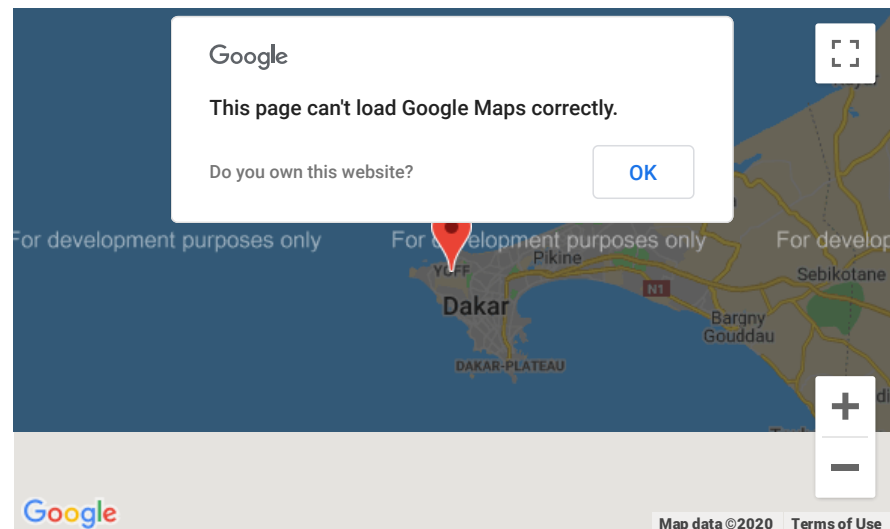 Google
This page can't load Google Maps correctly.
Do you own this website?
OK
For development purposes only
For development purposes only
For develop
YOFF
Pikine
Sebikotane
N1
Dakar
Bargny
Gouddau
DAKAR-PLATEAU
Google
Map data ©2020
Terms of Use